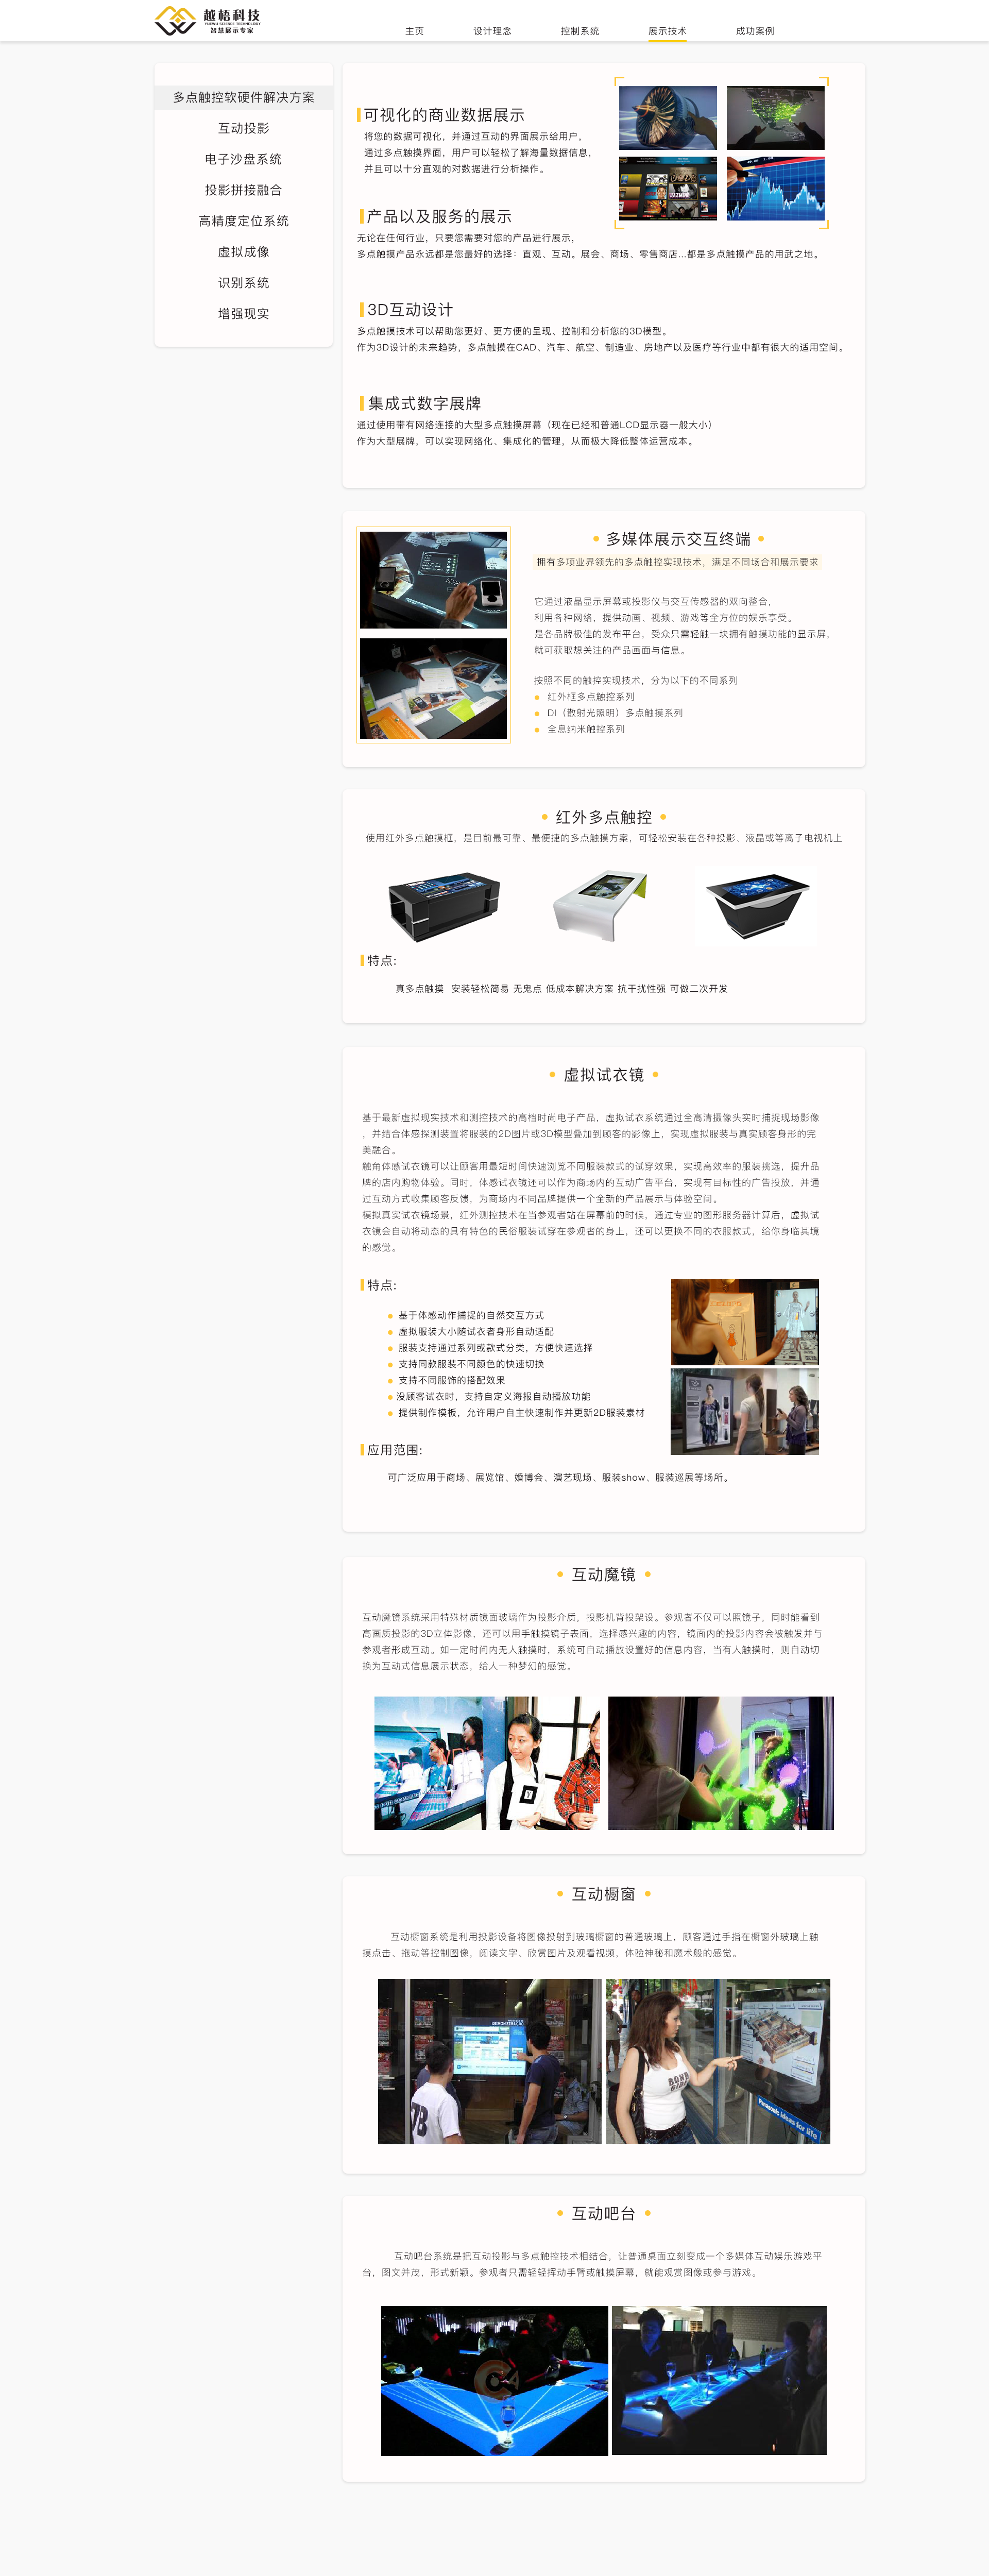 越梧科技
智慧展示专家
主页
设计理念
控制系统
展示技术
成功案例
多点触控软硬件解决方案
互动投影
电子沙盘系统
投影拼接融合
高精度定位系统
虚拟成像
识别系统
增强现实
可视化的商业数据展示
将您的数据可视化，并通过互动的界面展示给用户，
通过多点触摸界面，用户可以轻松了解海量数据信息，
并且可以十分直观的对数据进行分析操作。
产品以及服务的展示
无论在任何行业，只要您需要对您的产品进行展示，
多点触摸产品永远都是您最好的选择：直观、互动。展会、商场、零售商店...都是多点触摸产品的用武之地。
3D互动设计
多点触摸技术可以帮助您更好、更方便的呈现、控制和分析您的3D模型。
作为3D设计的未来趋势，多点触摸在CAD、汽车、航空、制造业、房地产以及医疗等行业中都有很大的适用空间。
集成式数字展牌
通过使用带有网络连接的大型多点触摸屏幕（现在已经和普通LCD显示器一般大小）
作为大型展牌，可以实现网络化、集成化的管理，从而极大降低整体运营成本。
多媒体展示交互终端
拥有多项业界领先的多点触控实现技术，满足不同场合和展示要求
它通过液晶显示屏幕或投影仪与交互传感器的双向整合，
利用各种网络，提供动画、视频、游戏等全方位的娱乐享受。
是各品牌极佳的发布平台，受众只需轻触一块拥有触摸功能的显示屏，
就可获取想关注的产品画面与信息。
按照不同的触控实现技术，分为以下的不同系列
红外框多点触控系列
DI（散射光照明）多点触摸系列
全息纳米触控系列
红外多点触控
使用红外多点触摸框，是目前最可靠、最便捷的多点触摸方案，可轻松安装在各种投影、液晶或等离子电视机上
特点:
真多点触摸 安装轻松简易 无鬼点 低成本解决方案 抗干扰性强 可做二次开发
虚拟试衣镜
基于最新虚拟现实技术和测控技术的高档时尚电子产品，虚拟试衣系统通过全高清摄像头实时捕捉现场影像
，并结合体感探测装置将服装的2D图片或3D模型叠加到顾客的影像上，实现虚拟服装与真实顾客身形的完
美融合。
触角体感试衣镜可以让顾客用最短时间快速浏览不同服装款式的试穿效果，实现高效率的服装挑选，提升品
牌的店内购物体验。同时，体感试衣镜还可以作为商场内的互动广告平台，实现有目标性的广告投放，并通
过互动方式收集顾客反馈，为商场内不同品牌提供一个全新的产品展示与体验空间。
模拟真实试衣镜场景，红外测控技术在当参观者站在屏幕前的时候，通过专业的图形服务器计算后，虚拟试
衣镜会自动将动态的具有特色的民俗服装试穿在参观者的身上，还可以更换不同的衣服款式，给你身临其境
的感觉。
特点:
基于体感动作捕捉的自然交互方式
虚拟服装大小随试衣者身形自动适配
服装支持通过系列或款式分类，方便快速选择
支持同款服装不同颜色的快速切换
支持不同服饰的搭配效果
没顾客试衣时，支持自定义海报自动播放功能
提供制作模板，允许用户自主快速制作并更新2D服装素材
应用范围:
可广泛应用于商场、展览馆、婚博会、演艺现场、服装show、服装巡展等场所。
互动魔镜
互动魔镜系统采用特殊材质镜面玻璃作为投影介质，投影机背投架设。参观者不仅可以照镜子，同时能看到
高画质投影的3D立体影像，还可以用手触摸镜子表面，选择感兴趣的内容，镜面内的投影内容会被触发并与
参观者形成互动。如一定时间内无人触摸时，系统可自动播放设置好的信息内容，当有人触摸时，则自动切
换为互动式信息展示状态，给人一种梦幻的感觉。
互动橱窗
互动橱窗系统是利用投影设备将图像投射到玻璃橱窗的普通玻璃上，顾客通过手指在橱窗外玻璃上触
摸点击、拖动等控制图像，阅读文字、欣赏图片及观看视频，体验神秘和魔术般的感觉。
Panasonic ideas for life
互动吧台
互动吧台系统是把互动投影与多点触控技术相结合，让普通桌面立刻变成一个多媒体互动娱乐游戏平
台，图文并茂，形式新颖。参观者只需轻轻挥动手臂或触摸屏幕，就能观赏图像或参与游戏。